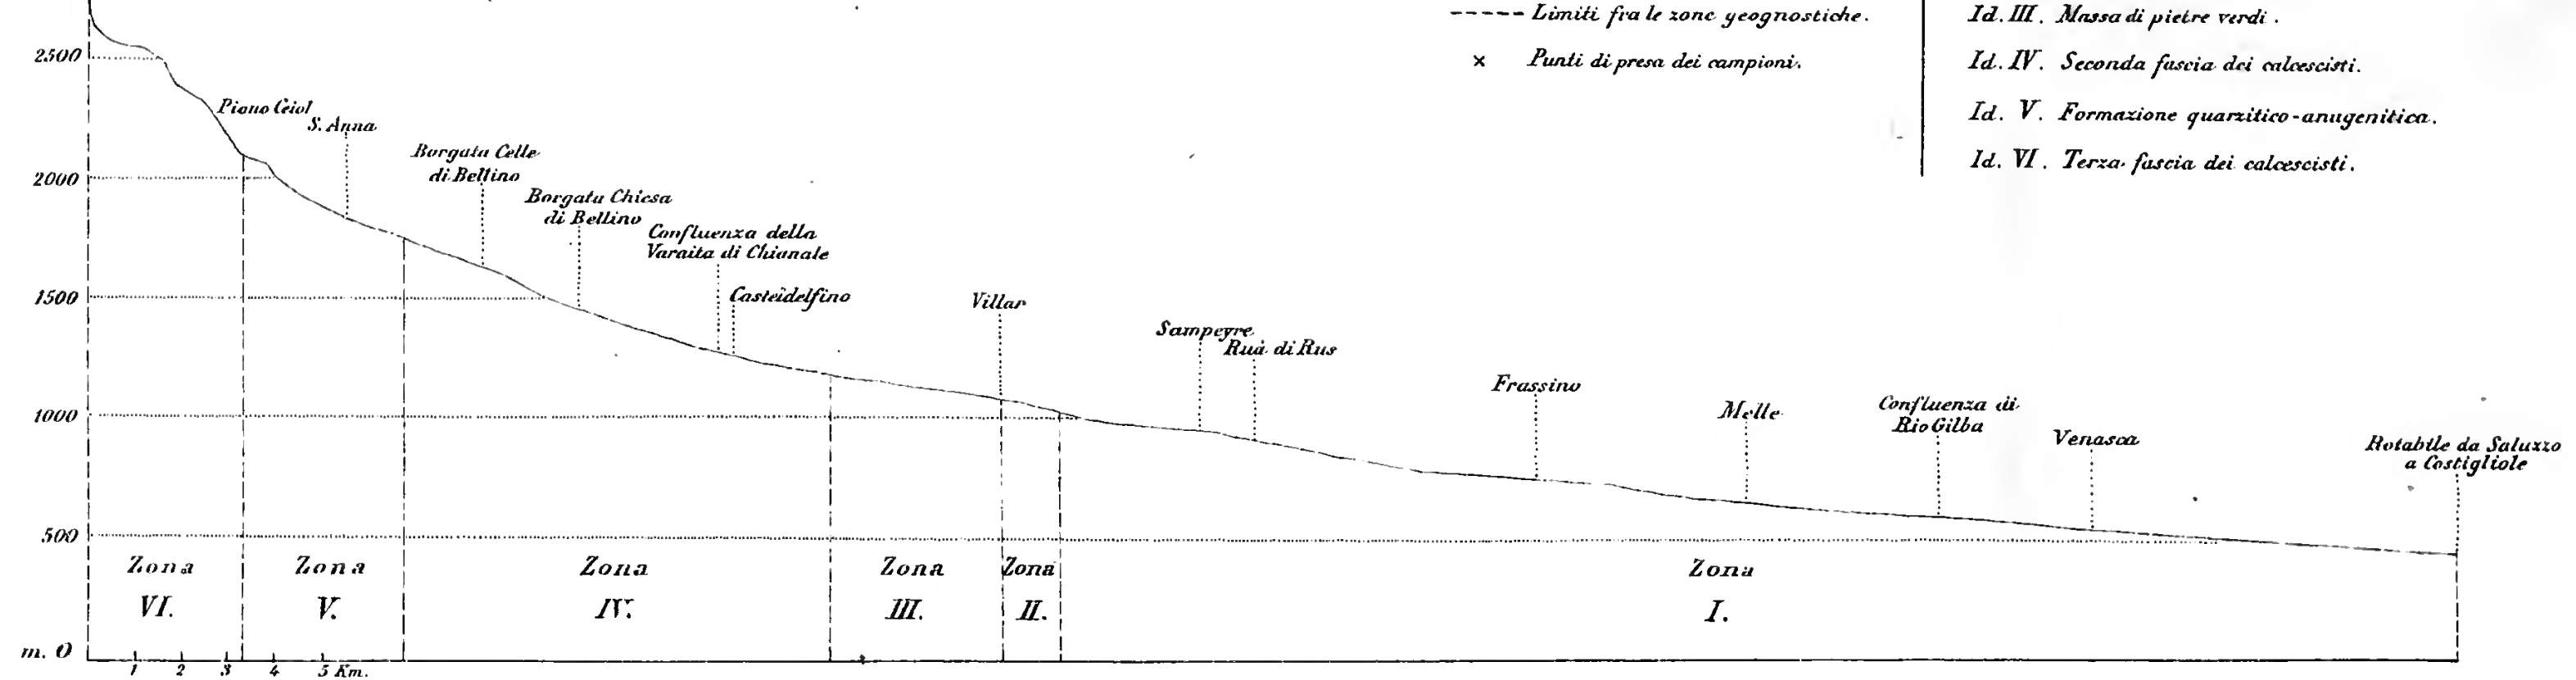 ----- Limiti fra le zone geognostiche.
× Punti di presa dei campioni.
Id. III. Massa di pietre verdi.
Id. IV. Seconda fascia dei calcescisti.
Id. V. Formazione quarzitico-anagenitica.
Id. VI. Terza fascia dei calcescisti.
2500
2000
1500
1000
500
m. 0
Piano Ceiol
S. Anna
Borgata Celle
di Bellino
Borgata Chiesa
di Bellino
Confluenza della
Varaita di Chianale
Casteldelfino
Villar
Sampeyre
Ruà di Rus
Frassino
Melle
Confluenza di
Rio Gilba
Venasca
Rotabile da Saluzzo
a Costigliole
Zona
VI.
Zona
V.
Zona
IV.
Zona
III.
Zona
II.
Zona
I.
1 2 3 4 5 Km.